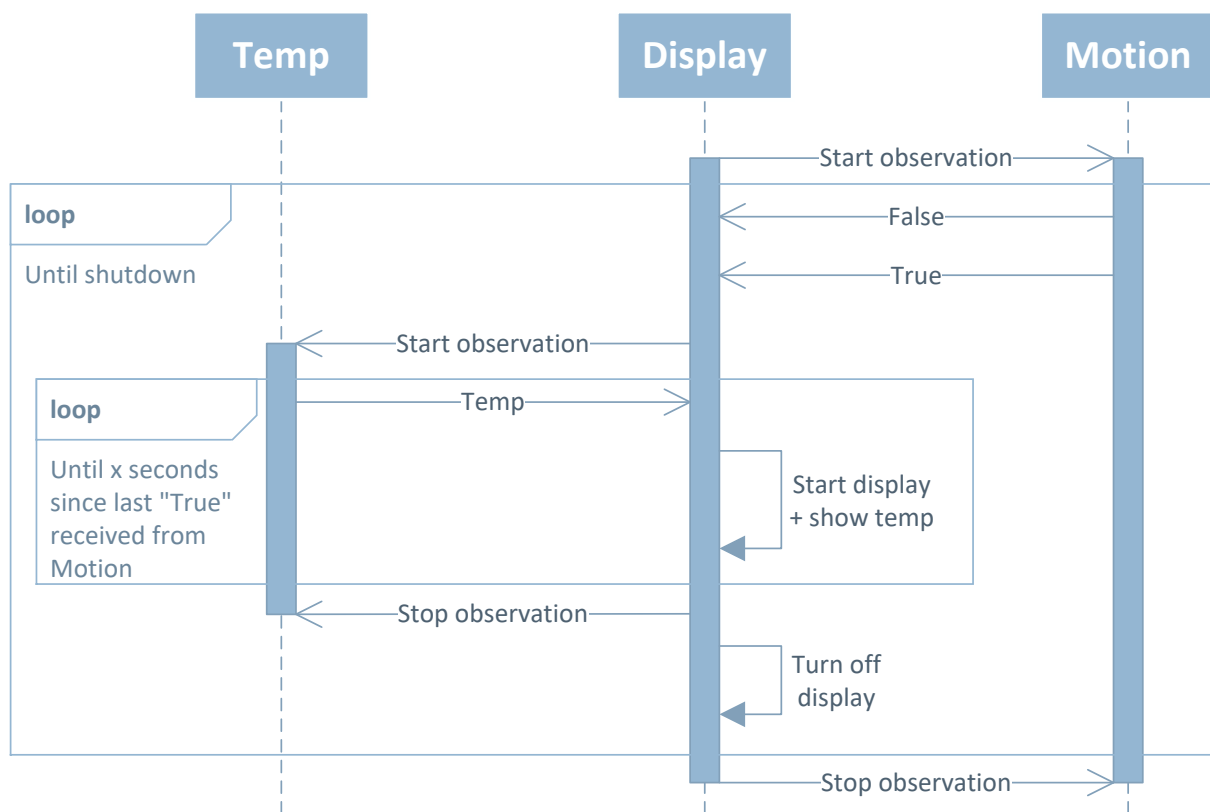 Temp
Display
Motion
Start observation
loop
False
Until shutdown
True
Start observation
loop
Temp
Until x seconds
since last "True"
received from
Motion
Start display
+ show temp
Stop observation
Turn off
display
Stop observation